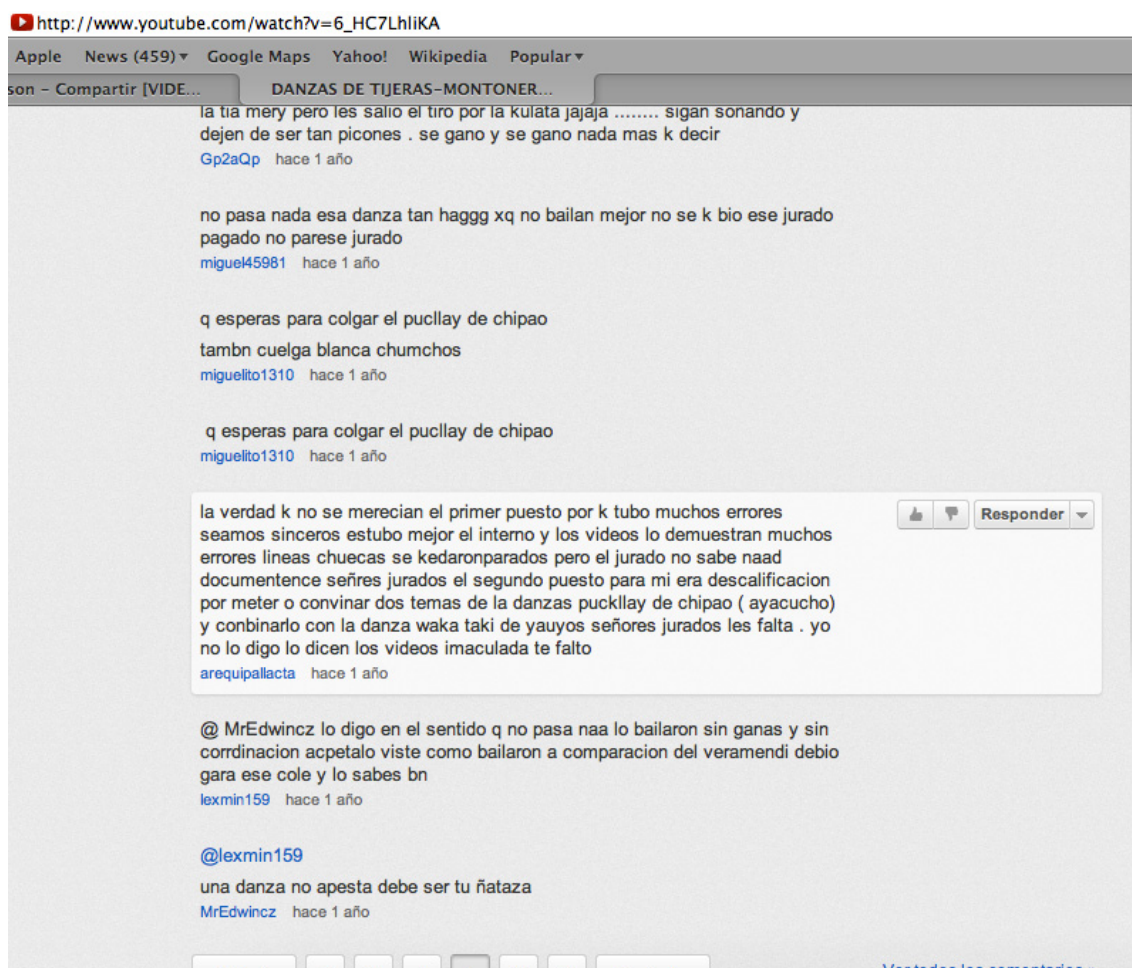 http://www.youtube.com/watch?v=6_HC7LhIiKA
Apple News (459) Google Maps Yahoo! Wikipedia Popular
son – Compartir [VIDE... DANZAS DE TIJERAS-MONTONER...
la tia mery pero les salio el tiro por la kulata jajaja ........ sigan sonando y
dejen de ser tan picones . se gano y se gano nada mas k decir
Gp2aQp hace 1 año
no pasa nada esa danza tan haggg xq no bailan mejor no se k bio ese jurado
pagado no parese jurado
miguel45981 hace 1 año
q esperas para colgar el pucllay de chipao
tambn cuelga blanca chumchos
miguelito1310 hace 1 año
q esperas para colgar el pucllay de chipao
miguelito1310 hace 1 año
la verdad k no se merecian el primer puesto por k tubo muchos errores
seamos sinceros estubo mejor el interno y los videos lo demuestran muchos
errores lineas chuecas se kedaronparados pero el jurado no sabe naad
documentence señres jurados el segundo puesto para mi era descalificacion
por meter o convinar dos temas de la danzas puckllay de chipao ( ayacucho)
y conbinarlo con la danza waka taki de yauyos señores jurados les falta . yo
no lo digo lo dicen los videos imaculada te falto
arequipallacta hace 1 año
Responder
@ MrEdwincz lo digo en el sentido q no pasa naa lo bailaron sin ganas y sin
corrdinacion acpetalo viste como bailaron a comparacion del veramendi debio
gara ese cole y lo sabes bn
lexmin159 hace 1 año
@lexmin159
una danza no apesta debe ser tu ñataza
MrEdwincz hace 1 año
Ver todos los comentarios